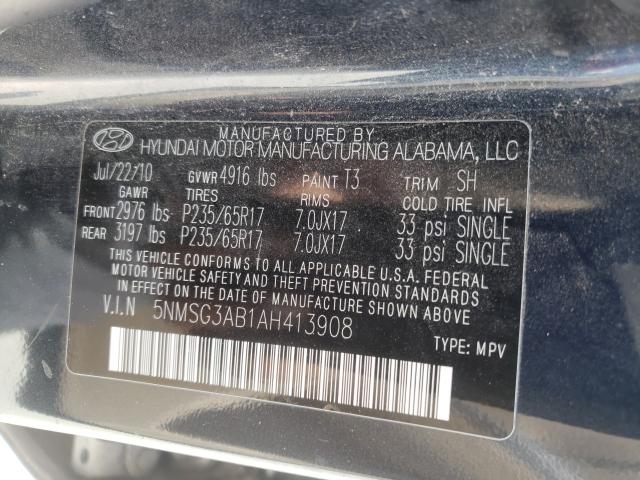 MANUFACTURED BY
HYUNDAI MOTOR MANUFACTURING ALABAMA, LLC
Jul/22/10 GVWR 4916 lbs PAINT T3 TRIM SH
GAWR TIRES RIMS COLD TIRE INFL
FRONT 2976 lbs P235/65R17 7.0JX17 33 psi SINGLE
REAR 3197 lbs P235/65R17 7.0JX17 33 psi SINGLE
THIS VEHICLE CONFORMS TO ALL APPLICABLE U.S.A. FEDERAL
MOTOR VEHICLE SAFETY AND THEFT PREVENTION STANDARDS
IN EFFECT ON THE DATE OF MANUFACTURE SHOWN ABOVE
V.I.N 5NMSG3AB1AH413908
TYPE: MPV